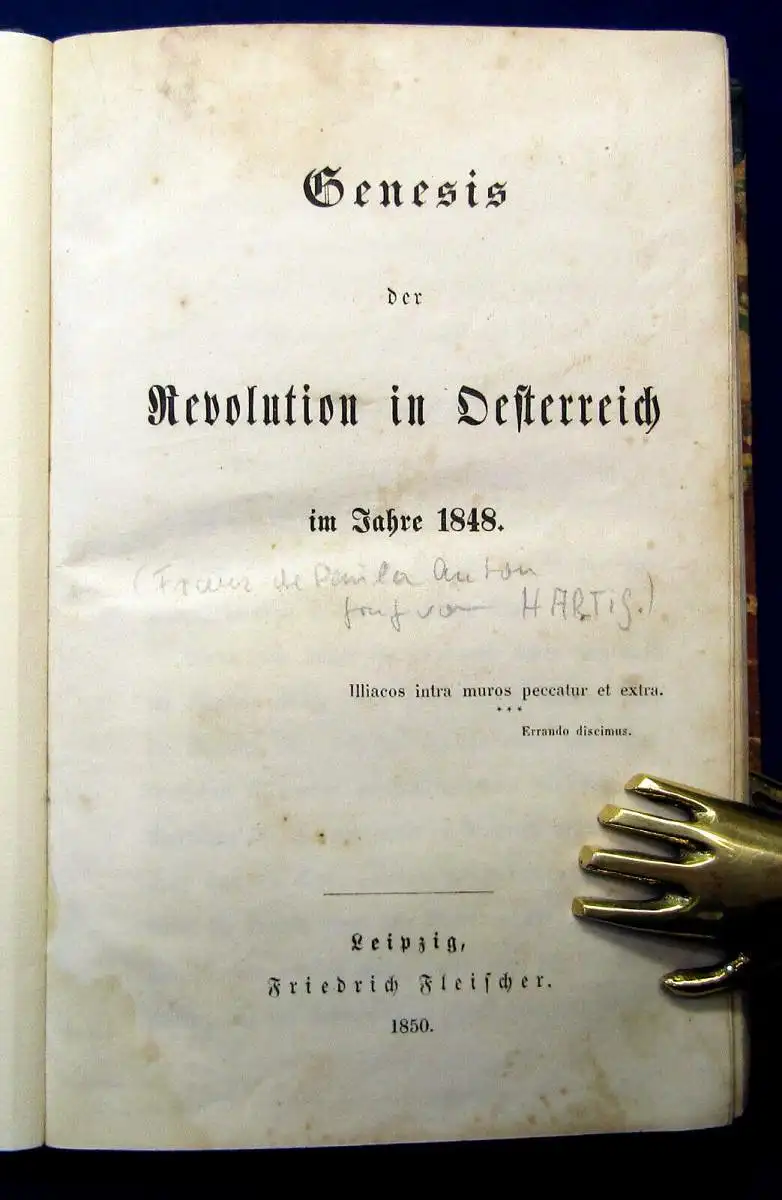 Genesis
der
Revolution in Oesterreich
im Jahre 1848.
(Franz de Paula Anton
Graf von HARTIG.)
Illiacos intra muros peccatur et extra.
***
Errando discimus.
Leipzig,
Friedrich Fleischer.
1850.